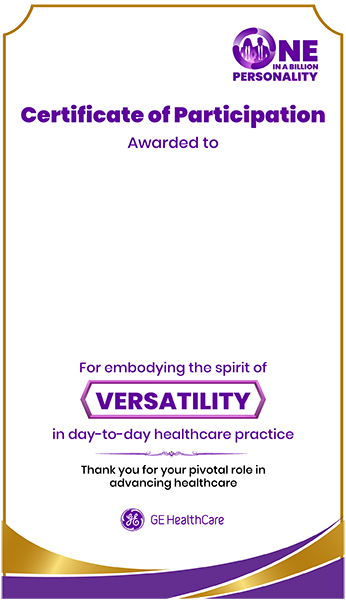 ONE
IN A BILLION
PERSONALITY
Certificate of Participation
Awarded to
For embodying the spirit of
VERSATILITY
in day-to-day healthcare practice
Thank you for your pivotal role in
advancing healthcare
GE HealthCare